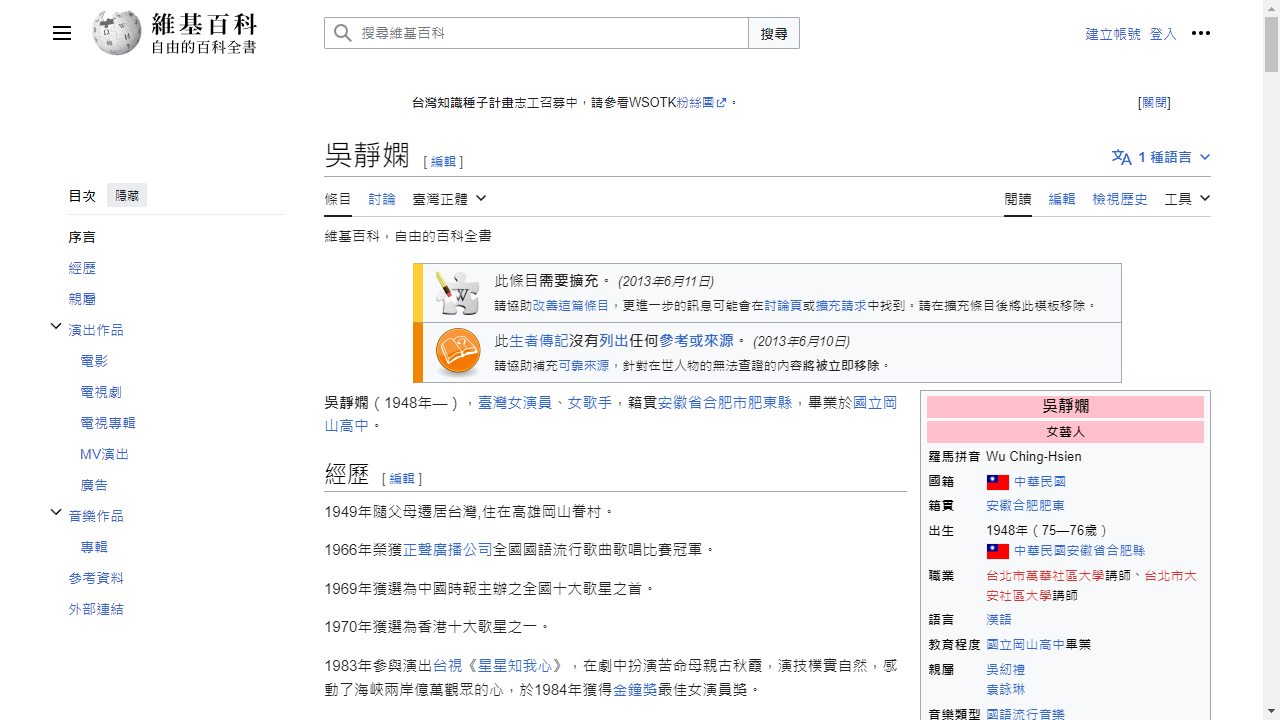 維基百科
自由的百科全書
搜尋維基百科
搜尋
建立帳號 登入
台灣知識種子計畫志工召募中，請參看WSOTK粉絲團。
[關閉]
吳靜嫻 [編輯]
1 種語言
目次 隱藏
條目 討論 臺灣正體
閱讀 編輯 檢視歷史 工具
維基百科，自由的百科全書
序言
經歷
親屬
演出作品
電影
電視劇
電視專輯
MV演出
廣告
音樂作品
專輯
參考資料
外部連結
此條目需要擴充。 (2013年6月11日)
請協助改善這篇條目，更進一步的訊息可能會在討論頁或擴充請求中找到。請在擴充條目後將此模板移除。
此生者傳記沒有列出任何參考或來源。 (2013年6月10日)
請協助補充可靠來源，針對在世人物的無法查證的內容將被立即移除。
吳靜嫻（1948年—），臺灣女演員、女歌手，籍貫安徽省合肥市肥東縣，畢業於國立岡
山高中。
經歷 [編輯]
1949年隨父母遷居台灣,住在高雄岡山眷村。
1966年榮獲正聲廣播公司全國國語流行歌曲歌唱比賽冠軍。
1969年獲選為中國時報主辦之全國十大歌星之首。
1970年獲選為香港十大歌星之一。
1983年參與演出台視《星星知我心》，在劇中扮演苦命母親古秋霞，演技樸實自然，感
動了海峽兩岸億萬觀眾的心，於1984年獲得金鐘獎最佳女演員獎。
吳靜嫻
女藝人
羅馬拼音 Wu Ching-Hsien
國籍 中華民國
籍貫 安徽合肥肥東
出生 1948年（75—76歲）
中華民國安徽省合肥縣
職業 台北市萬華社區大學講師、台北市大
安社區大學講師
語言 漢語
教育程度 國立岡山高中畢業
親屬 吳紉禮
袁詠琳
音樂類型 國語流行音樂